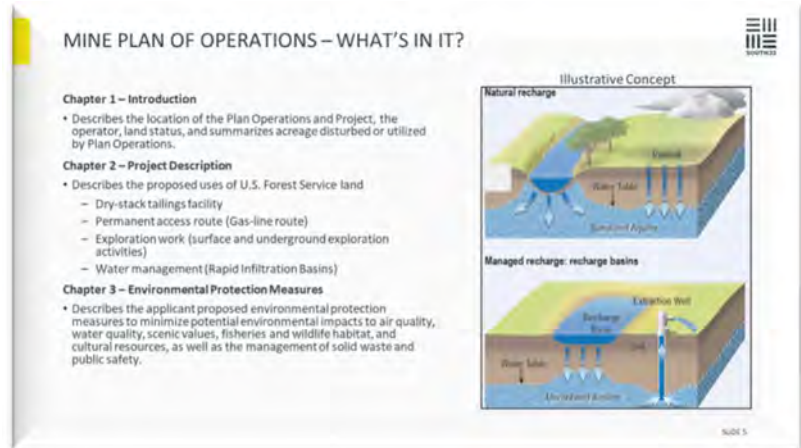 MINE PLAN OF OPERATIONS – WHAT'S IN IT?
SOUTH32
Chapter 1 – Introduction
• Describes the location of the Plan Operations and Project, the
operator, land status, and summarizes acreage disturbed or utilized
by Plan Operations.
Chapter 2 – Project Description
• Describes the proposed uses of U.S. Forest Service land
– Dry-stack tailings facility
– Permanent access route (Gas-line route)
– Exploration work (surface and underground exploration
activities)
– Water management (Rapid Infiltration Basins)
Chapter 3 – Environmental Protection Measures
• Describes the applicant proposed environmental protection
measures to minimize potential environmental impacts to air quality,
water quality, scenic values, fisheries and wildlife habitat, and
cultural resources, as well as the management of solid waste and
public safety.
Illustrative Concept
Natural recharge
Rainfall
Water Table
Aquifer
Managed recharge: recharge basins
Extraction Well
Recharge
Basin
Water Table
Aquifer
SLIDE 5